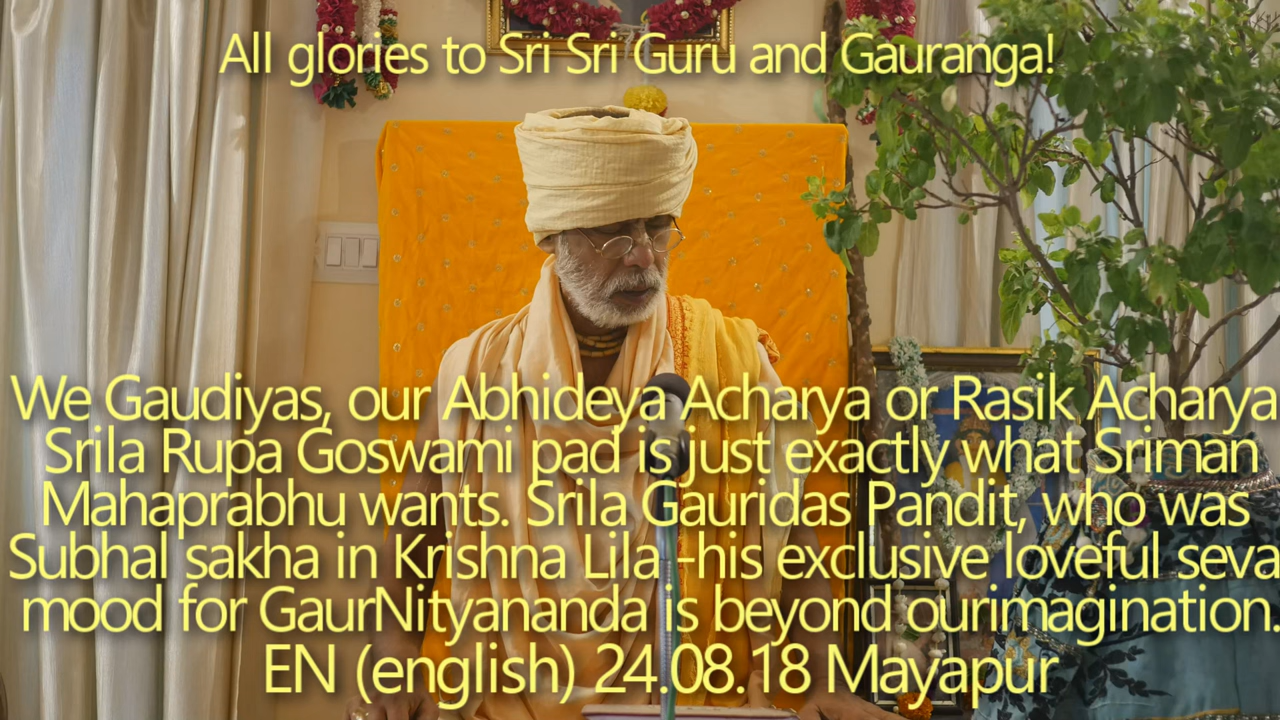 All glories to Sri Sri Guru and Gauranga!
We Gaudiyas, our Abhideya Acharya or Rasik Acharya
Srila Rupa Goswami pad is just exactly what Sriman
Mahaprabhu wants. Srila Gauridas Pandit, who was
Subhal sakha in Krishna Lila -his exclusive loveful seva
mood for GaurNityananda is beyond ourimagination.
EN (english) 24.08.18 Mayapur